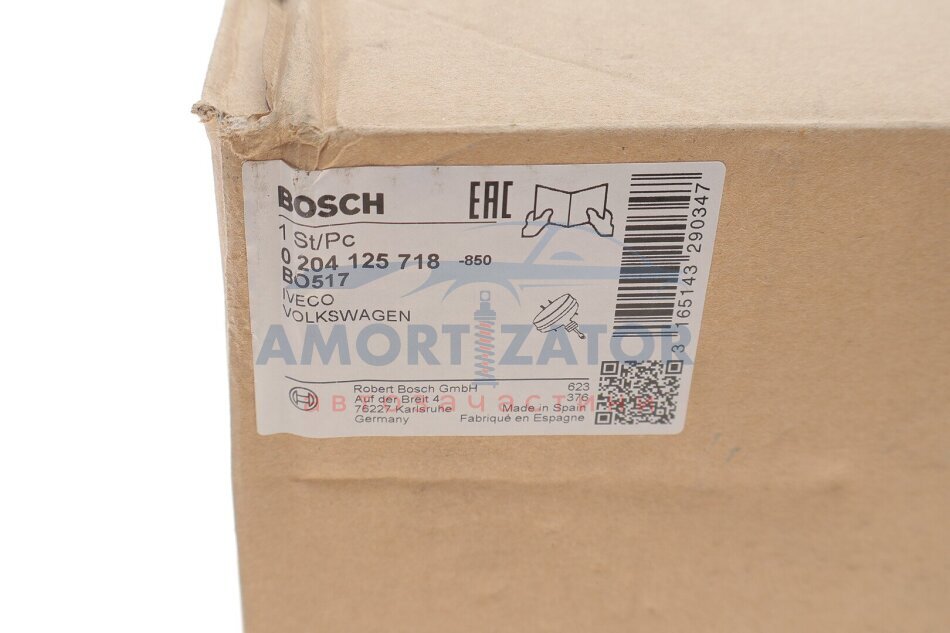 BOSCH
EAC
1 St/Pc
0 204 125 718 -850
BO517
IVECO
VOLKSWAGEN
3 165143 290347
AMORTIZATOR
автозапчастини
Robert Bosch GmbH
Auf der Breit 4
76227 Karlsruhe
Germany
623
376
Made in Spain
Fabriqué en Espagne